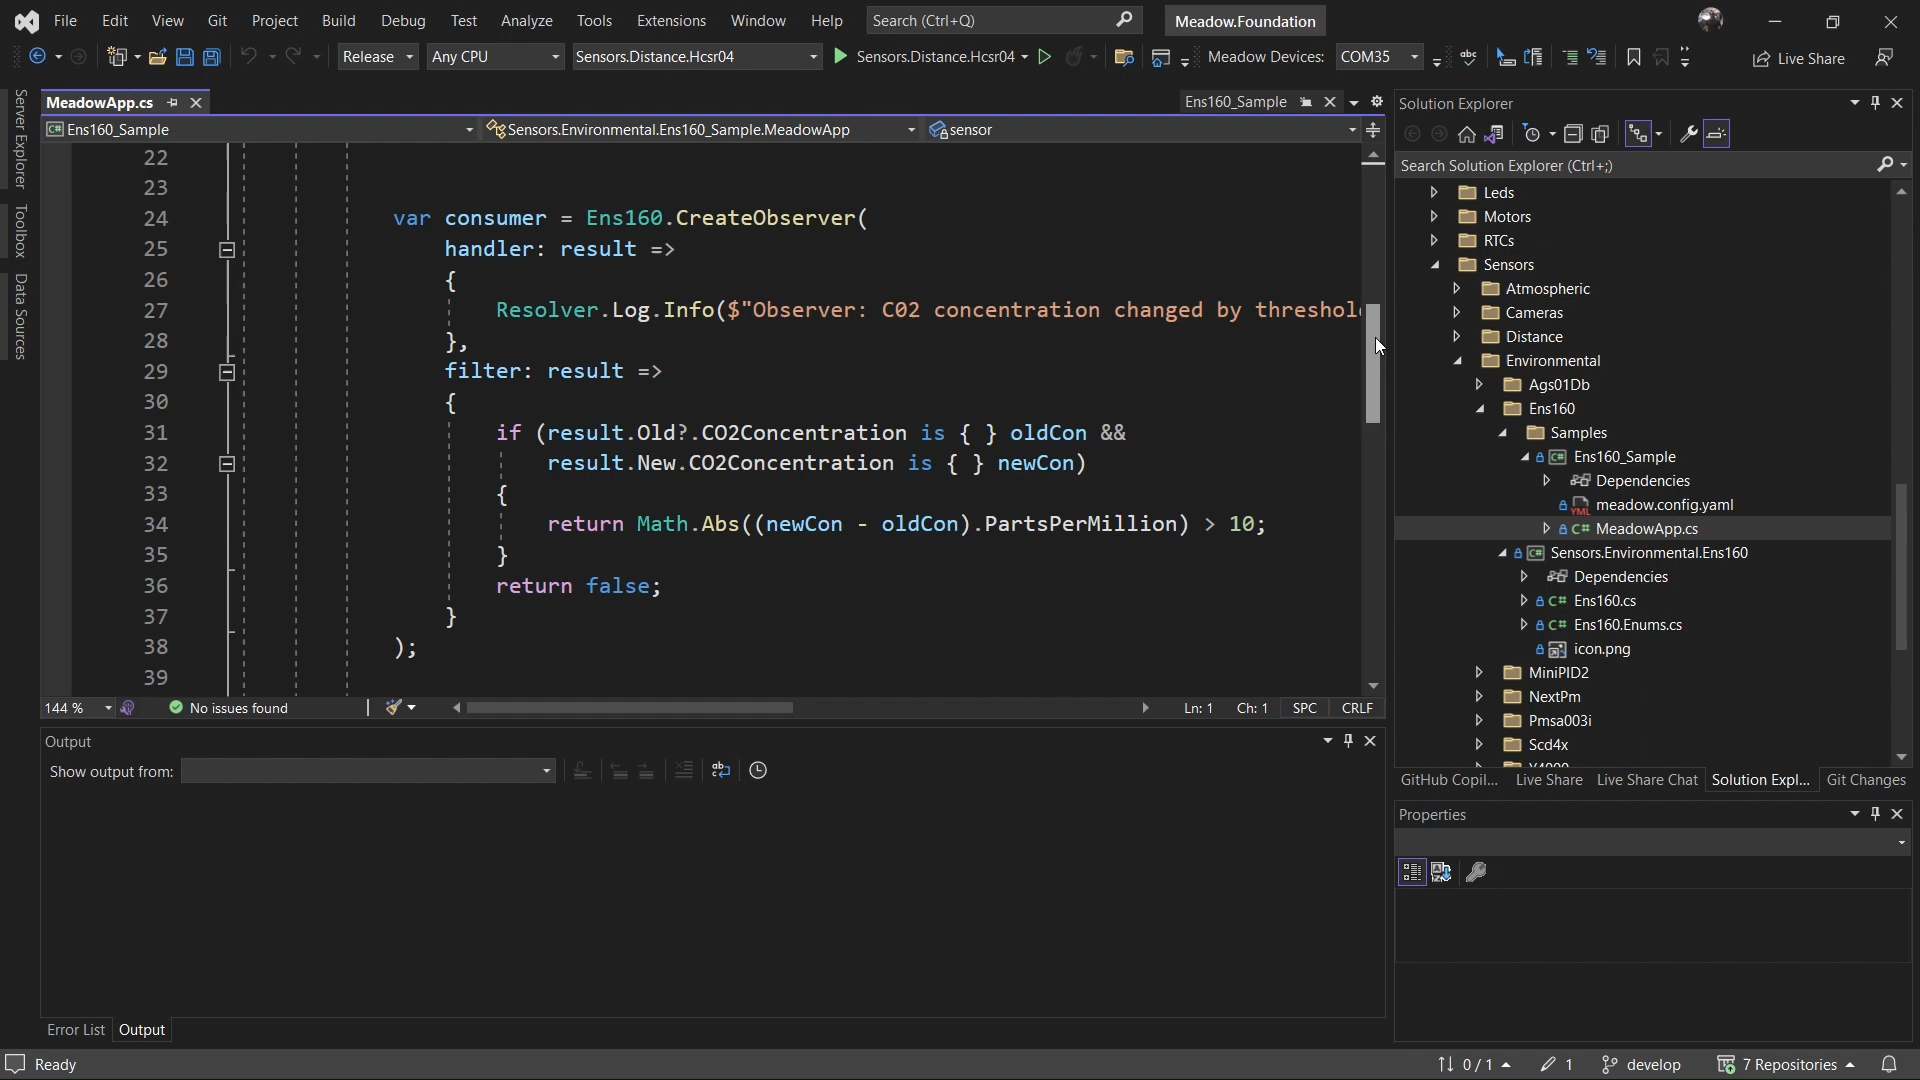 File Edit View Git Project Build Debug Test Analyze Tools Extensions Window Help Search (Ctrl+Q) Meadow.Foundation
Release Any CPU Sensors.Distance.Hcsr04 Sensors.Distance.Hcsr04 Meadow Devices: COM35 abc Live Share
Server Explorer
Toolbox
Data Sources
MeadowApp.cs Ens160_Sample
C# Ens160_Sample Sensors.Environmental.Ens160_Sample.MeadowApp sensor
22
23
24 var consumer = Ens160.CreateObserver(
25 handler: result =>
26 {
27 Resolver.Log.Info($"Observer: C02 concentration changed by threshol
28 },
29 filter: result =>
30 {
31 if (result.Old?.CO2Concentration is { } oldCon &&
32 result.New.CO2Concentration is { } newCon)
33 {
34 return Math.Abs((newCon - oldCon).PartsPerMillion) > 10;
35 }
36 return false;
37 }
38 );
39
144 % No issues found Ln: 1 Ch: 1 SPC CRLF
Output
Show output from:
Error List Output
Solution Explorer
Search Solution Explorer (Ctrl+;)
Leds
Motors
RTCs
Sensors
Atmospheric
Cameras
Distance
Environmental
Ags01Db
Ens160
Samples
C# Ens160_Sample
Dependencies
YML meadow.config.yaml
C# MeadowApp.cs
C# Sensors.Environmental.Ens160
Dependencies
C# Ens160.cs
C# Ens160.Enums.cs
icon.png
MiniPID2
NextPm
Pmsa003i
Scd4x
GitHub Copil... Live Share Live Share Chat Solution Expl... Git Changes
Properties
Ready 0 / 1 1 develop 7 Repositories